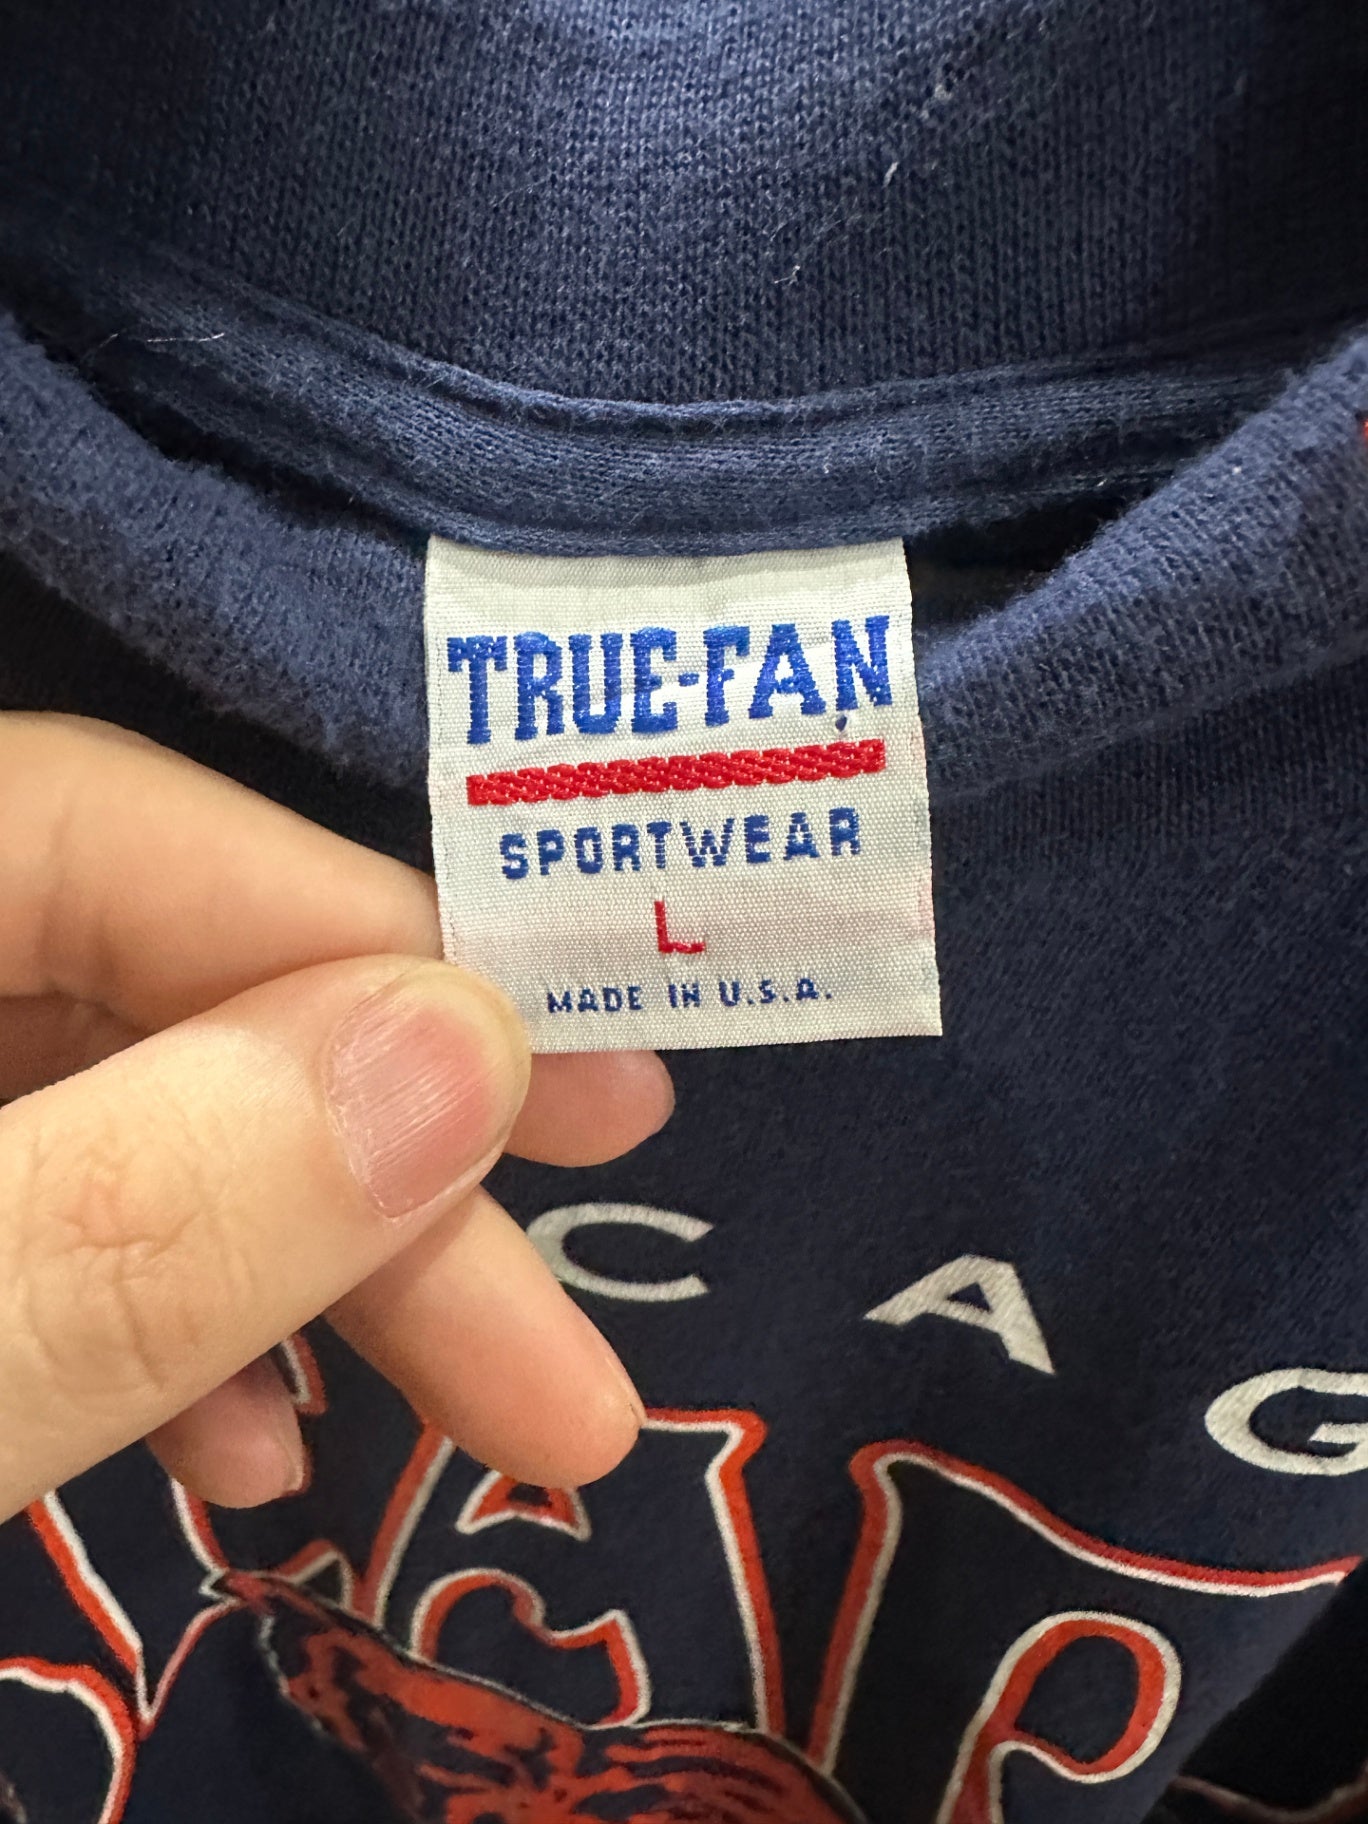 TRUE-FAN
SPORTWEAR
L
MADE IN U.S.A.
C A G